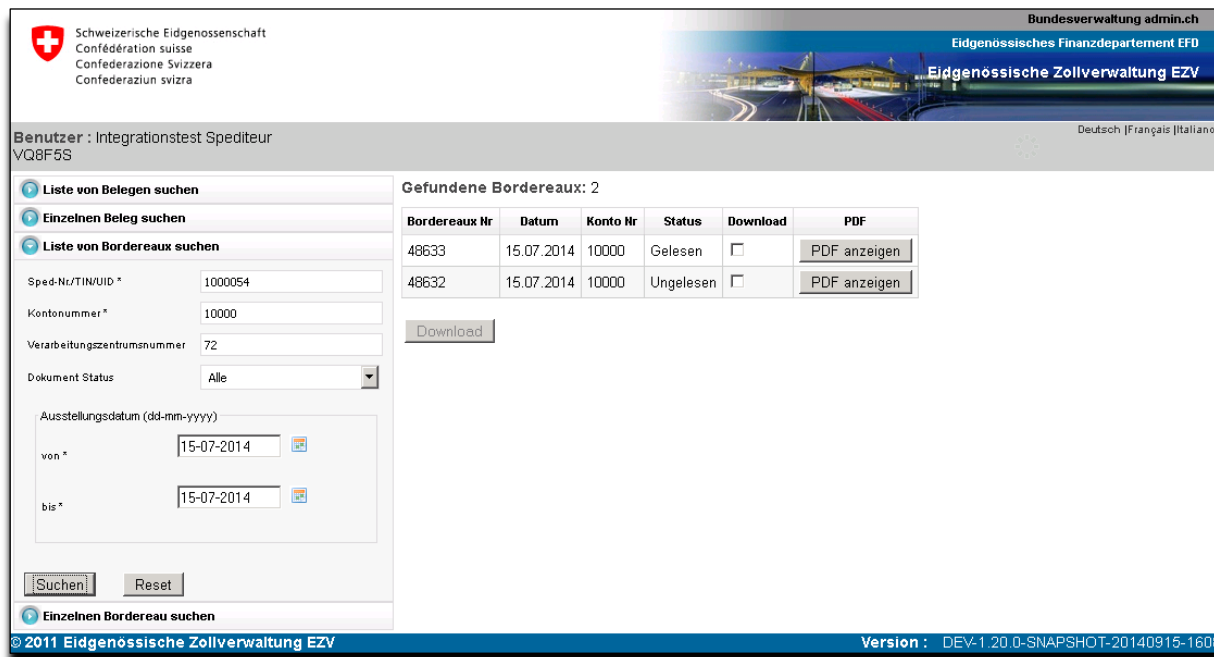 Schweizerische Eidgenossenschaft
Confédération suisse
Confederazione Svizzera
Confederaziun svizra
Bundesverwaltung admin.ch
Eidgenössisches Finanzdepartement EFD
Eidgenössische Zollverwaltung EZV
Benutzer : Integrationstest Spediteur
VQ8F5S
Deutsch |Français |Italiano
Liste von Belegen suchen
Einzelnen Beleg suchen
Liste von Bordereaux suchen
Sped-Nr./TIN/UID * 1000054
Kontonummer * 10000
Verarbeitungszentrumsnummer 72
Dokument Status Alle
Ausstellungsdatum (dd-mm-yyyy)
von * 15-07-2014
bis * 15-07-2014
Suchen Reset
Einzelnen Bordereau suchen
Gefundene Bordereaux: 2
Bordereaux Nr Datum Konto Nr Status Download PDF
48633 15.07.2014 10000 Gelesen PDF anzeigen
48632 15.07.2014 10000 Ungelesen PDF anzeigen
Download
© 2011 Eidgenössische Zollverwaltung EZV
Version : DEV-1.20.0-SNAPSHOT-20140915-160